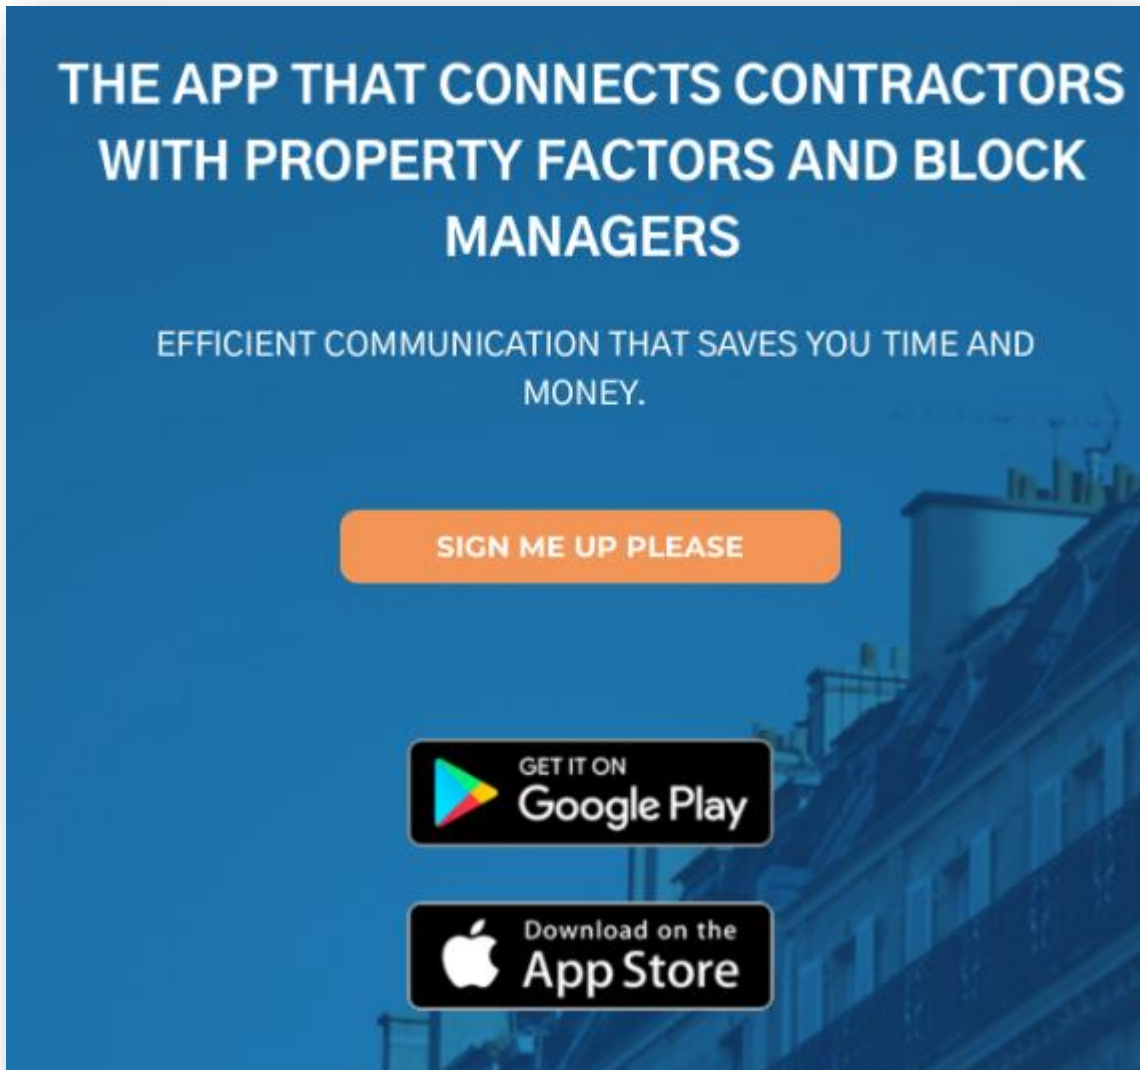 THE APP THAT CONNECTS CONTRACTORS
WITH PROPERTY FACTORS AND BLOCK
MANAGERS
EFFICIENT COMMUNICATION THAT SAVES YOU TIME AND
MONEY.
SIGN ME UP PLEASE
GET IT ON
Google Play
Download on the
App Store